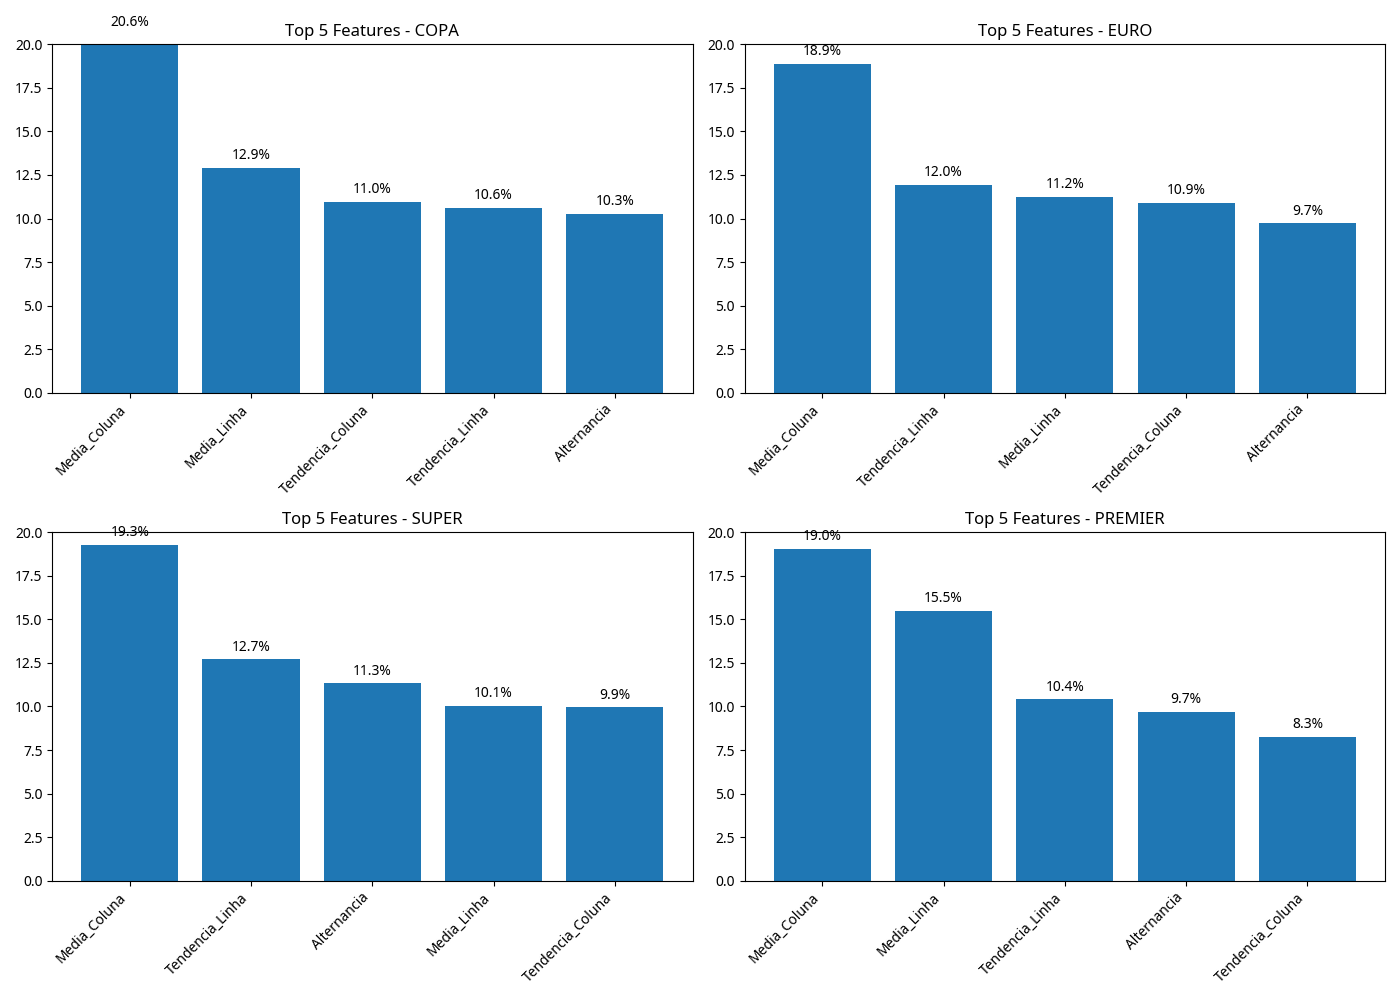 Top 5 Features - COPA
20.6%
12.9%
11.0%
10.6%
10.3%
20.0
17.5
15.0
12.5
10.0
7.5
5.0
2.5
0.0
Media_Coluna
Media_Linha
Tendencia_Coluna
Tendencia_Linha
Alternancia
Top 5 Features - EURO
18.9%
12.0%
11.2%
10.9%
9.7%
20.0
17.5
15.0
12.5
10.0
7.5
5.0
2.5
0.0
Media_Coluna
Tendencia_Linha
Media_Linha
Tendencia_Coluna
Alternancia
Top 5 Features - SUPER
19.3%
12.7%
11.3%
10.1%
9.9%
20.0
17.5
15.0
12.5
10.0
7.5
5.0
2.5
0.0
Media_Coluna
Tendencia_Linha
Alternancia
Media_Linha
Tendencia_Coluna
Top 5 Features - PREMIER
19.0%
15.5%
10.4%
9.7%
8.3%
20.0
17.5
15.0
12.5
10.0
7.5
5.0
2.5
0.0
Media_Coluna
Media_Linha
Tendencia_Linha
Alternancia
Tendencia_Coluna